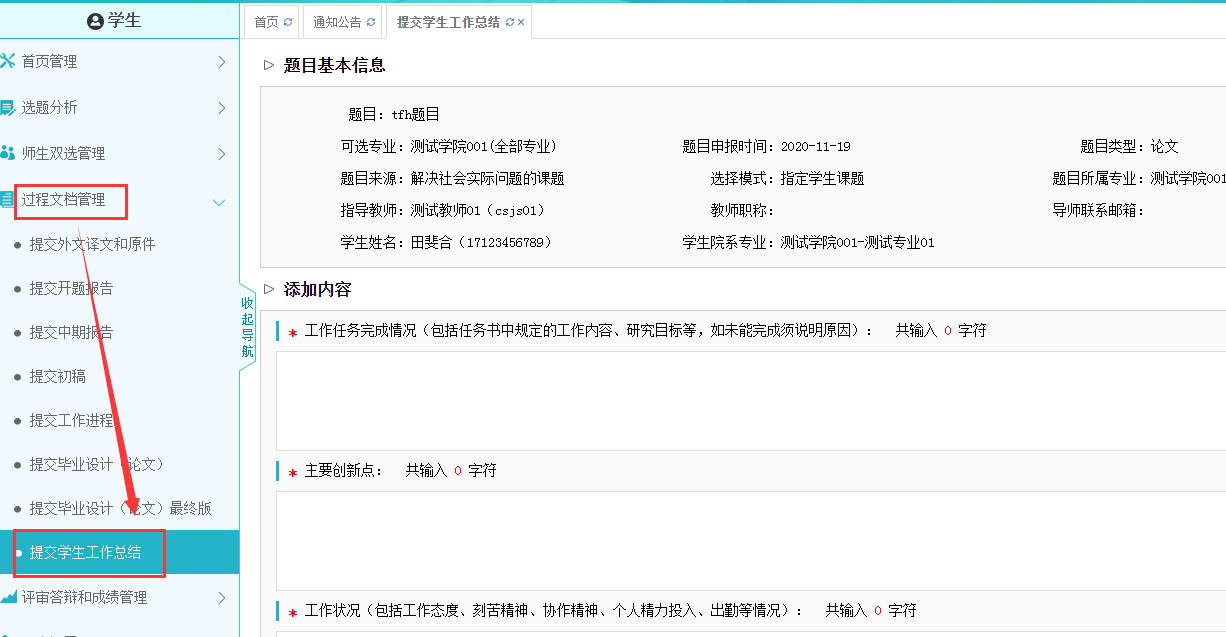 学生
首页
通知公告
提交学生工作总结
首页管理
选题分析
师生双选管理
过程文档管理
提交外文译文和原件
提交开题报告
提交中期报告
提交初稿
提交工作进程
提交毕业设计（论文）
提交毕业设计（论文）最终版
提交学生工作总结
评审答辩和成绩管理
收起导航
题目基本信息
题目：tfh题目
可选专业：测试学院001(全部专业) 题目申报时间：2020-11-19 题目类型：论文
题目来源：解决社会实际问题的课题 选择模式：指定学生课题 题目所属专业：测试学院001
指导教师：测试教师01（csjs01） 教师职称： 导师联系邮箱：
学生姓名：田斐合（17123456789） 学生院系专业：测试学院001-测试专业01
添加内容
* 工作任务完成情况（包括任务书中规定的工作内容、研究目标等，如未能完成须说明原因）： 共输入 0 字符
* 主要创新点： 共输入 0 字符
* 工作状况（包括工作态度、刻苦精神、协作精神、个人精力投入、出勤等情况）： 共输入 0 字符